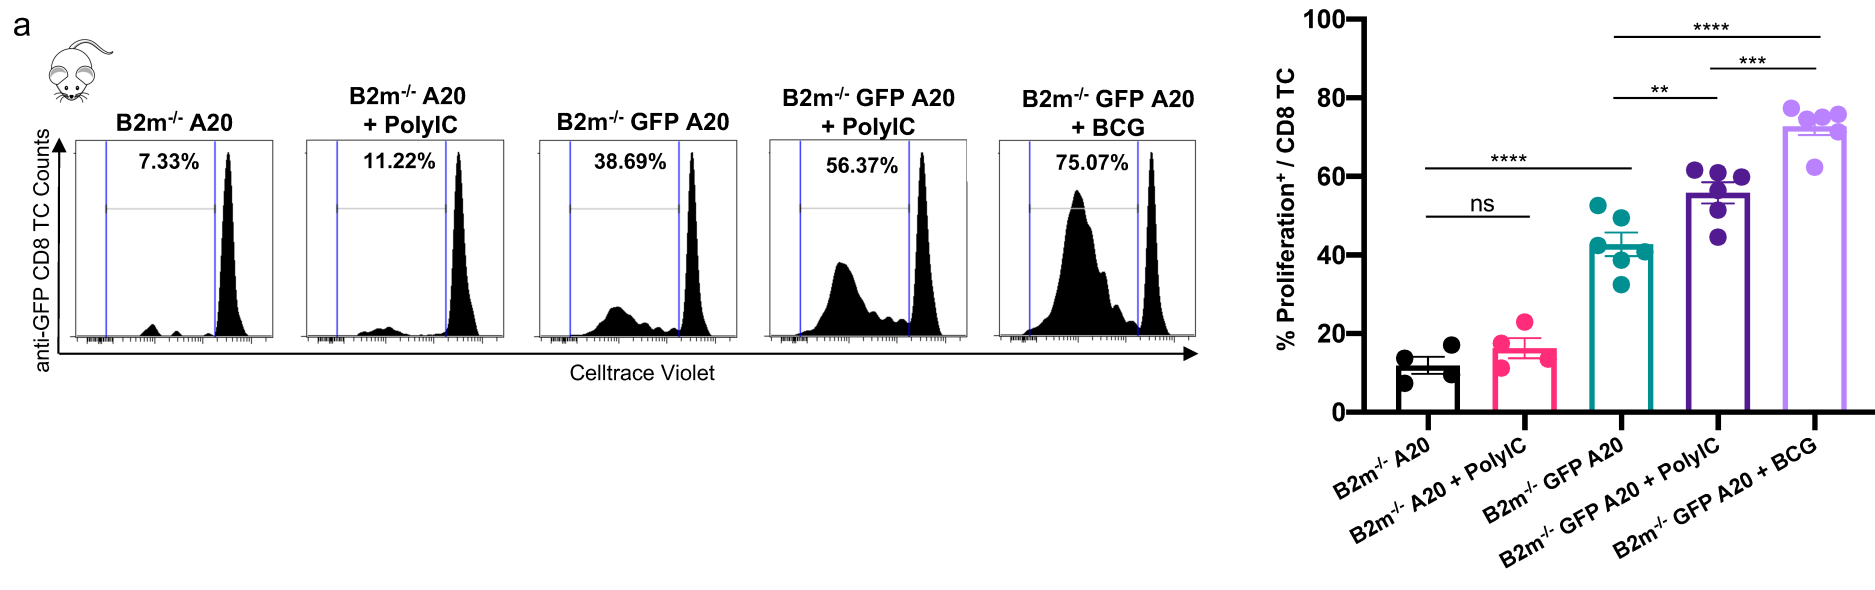 a
B2m-/- A20
B2m-/- A20
+ PolyIC
B2m-/- GFP A20
B2m-/- GFP A20
+ PolyIC
B2m-/- GFP A20
+ BCG
anti-GFP CD8 TC Counts
7.33%
11.22%
38.69%
56.37%
75.07%
Celltrace Violet
% Proliferation+ / CD8 TC
100
80
60
40
20
0
****
***
**
****
ns
B2m-/- A20
B2m-/- A20 + PolyIC
B2m-/- GFP A20
B2m-/- GFP A20 + PolyIC
B2m-/- GFP A20 + BCG